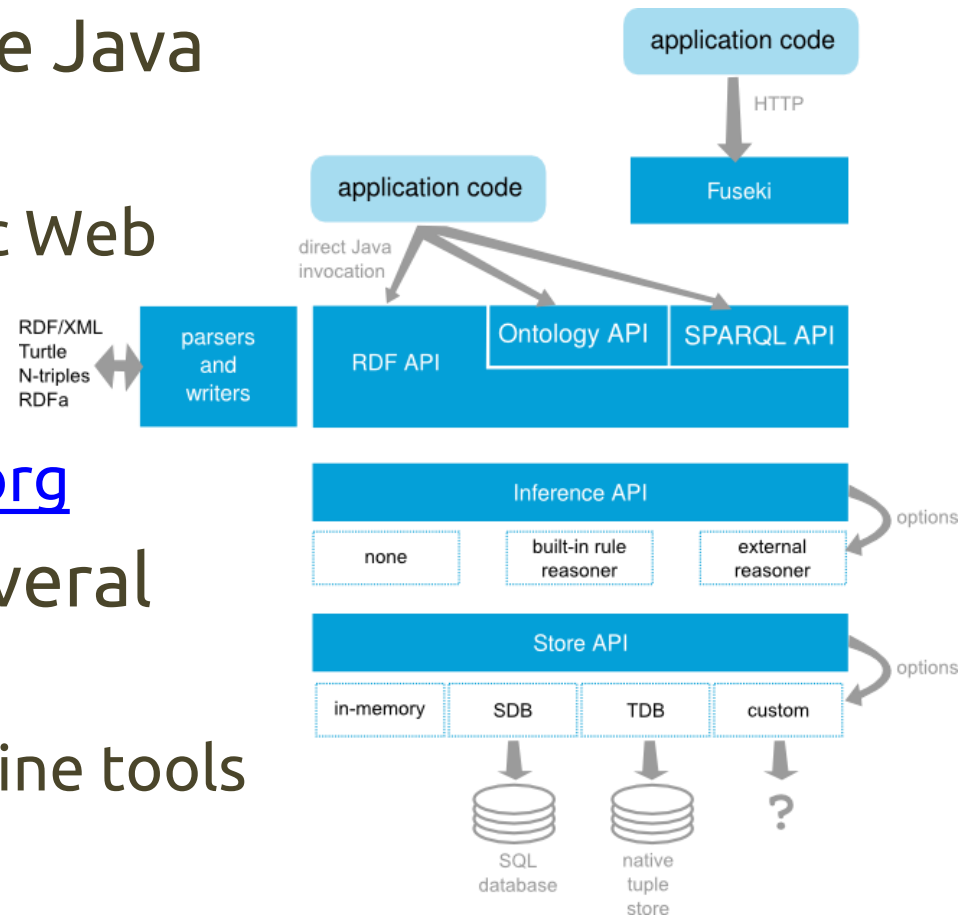 e Java
c Web
org
veral
ine tools
application code
HTTP
Fuseki
application code
direct Java
invocation
RDF/XML
Turtle
N-triples
RDFa
parsers
and
writers
RDF API
Ontology API
SPARQL API
Inference API
options
none
built-in rule
reasoner
external
reasoner
Store API
options
in-memory
SDB
TDB
custom
SQL
database
native
tuple
store
?